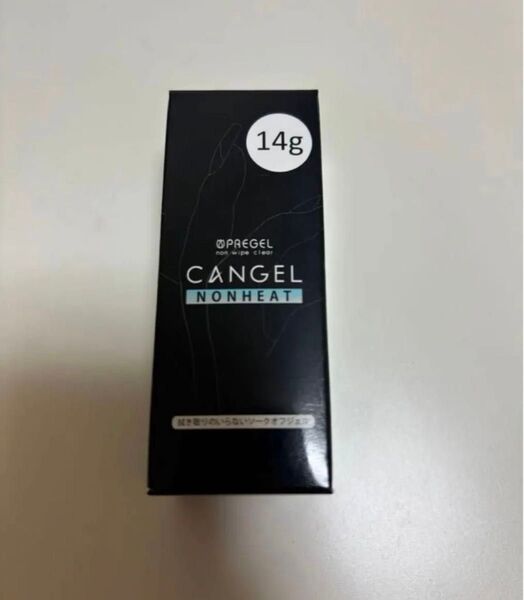 14g
PREGEL
non wipe clear
CANGEL
NONHEAT
拭き取りのいらないソークオフジェル